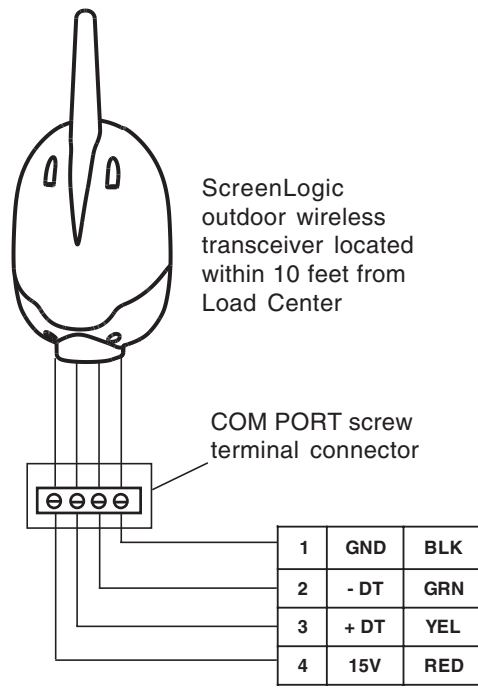 ScreenLogic
outdoor wireless
transceiver located
within 10 feet from
Load Center
COM PORT screw
terminal connector
1 GND BLK
2 - DT GRN
3 + DT YEL
4 15V RED